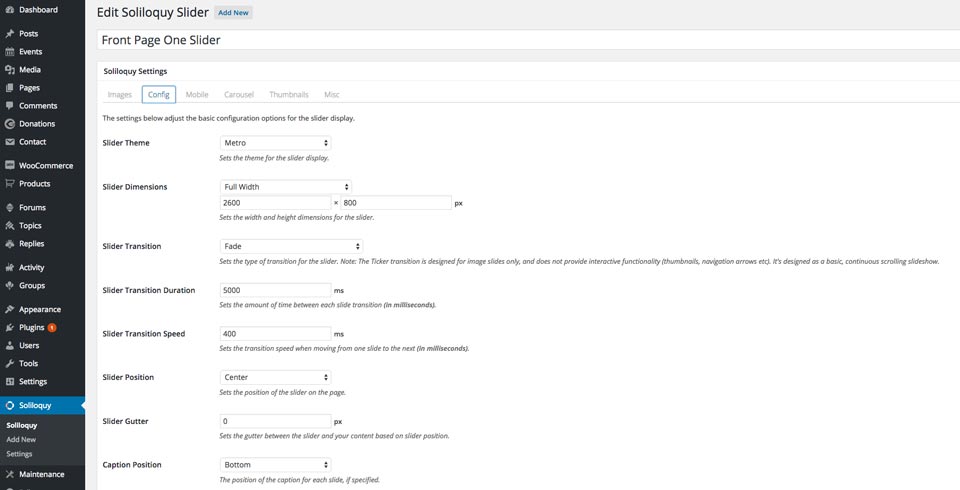 Dashboard
Posts
Events
Media
Pages
Comments
Donations
Contact
WooCommerce
Products
Forums
Topics
Replies
Activity
Groups
Appearance
Plugins 1
Users
Tools
Settings
Soliloquy
Soliloquy
Add New
Settings
Maintenance
Edit Soliloquy Slider Add New
Front Page One Slider
Soliloquy Settings
Images Config Mobile Carousel Thumbnails Misc
The settings below adjust the basic configuration options for the slider display.
Slider Theme Metro
Sets the theme for the slider display.
Slider Dimensions Full Width
2600 × 800 px
Sets the width and height dimensions for the slider.
Slider Transition Fade
Sets the type of transition for the slider. Note: The Ticker transition is designed for image slides only, and does not provide interactive functionality (thumbnails, navigation arrows etc). It's designed as a basic, continuous scrolling slideshow.
Slider Transition Duration 5000 ms
Sets the amount of time between each slide transition (in milliseconds).
Slider Transition Speed 400 ms
Sets the transition speed when moving from one slide to the next (in milliseconds).
Slider Position Center
Sets the position of the slider on the page.
Slider Gutter 0 px
Sets the gutter between the slider and your content based on slider position.
Caption Position Bottom
The position of the caption for each slide, if specified.